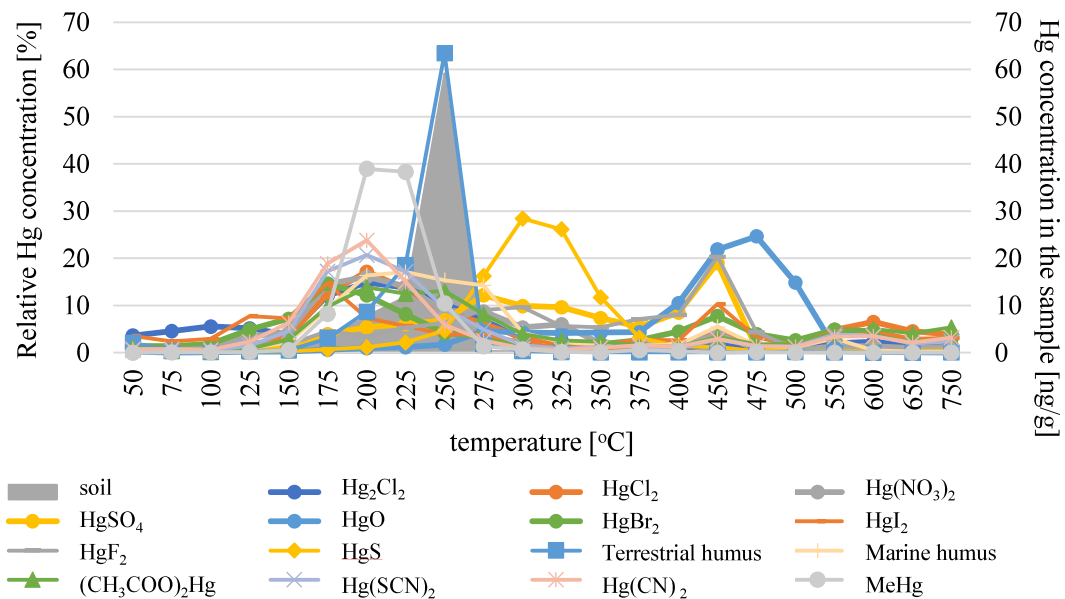 70 70
60 60
50 50
40 40
30 30
20 20
10 10
0 0
Relative Hg concentration [%]
Hg concentration in the sample [ng/g]
50 75 100 125 150 175 200 225 250 275 300 325 350 375 400 450 475 500 550 600 650 750
temperature [°C]
soil Hg₂Cl₂ HgCl₂ Hg(NO₃)₂
HgSO₄ HgO HgBr₂ HgI₂
HgF₂ HgS Terrestrial humus Marine humus
(CH₃COO)₂Hg Hg(SCN)₂ Hg(CN)₂ MeHg